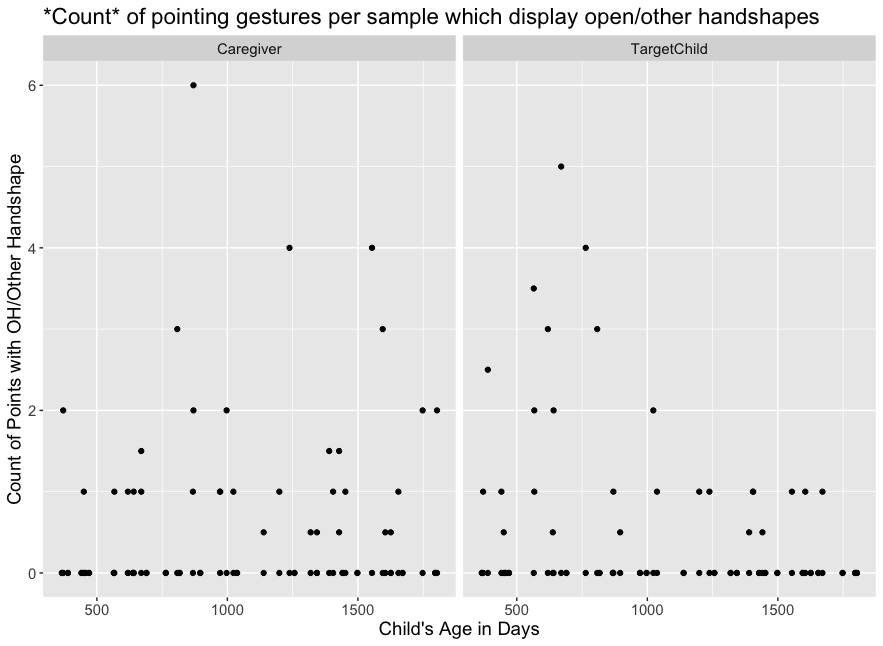 *Count* of pointing gestures per sample which display open/other handshapes
Caregiver
TargetChild
Count of Points with OH/Other Handshape
6
4
2
0
500
1000
1500
500
1000
1500
Child's Age in Days